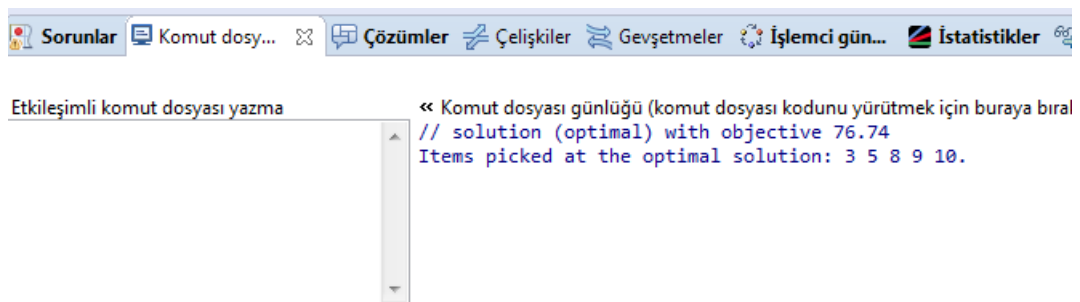 Sorunlar Komut dosy... Çözümler Çelişkiler Gevşetmeler İşlemci gün... İstatistikler
Etkileşimli komut dosyası yazma
« Komut dosyası günlüğü (komut dosyası kodunu yürütmek için buraya
// solution (optimal) with objective 76.74
Items picked at the optimal solution: 3 5 8 9 10.